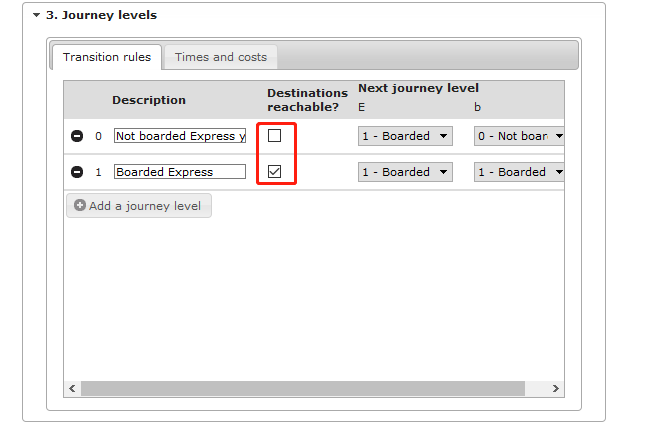 3. Journey levels
Transition rules
Times and costs
Description
Destinations
reachable?
Next journey level
E
b
0
Not boarded Express y
1 - Boarded
0 - Not boar
1
Boarded Express
1 - Boarded
1 - Boarded
Add a journey level